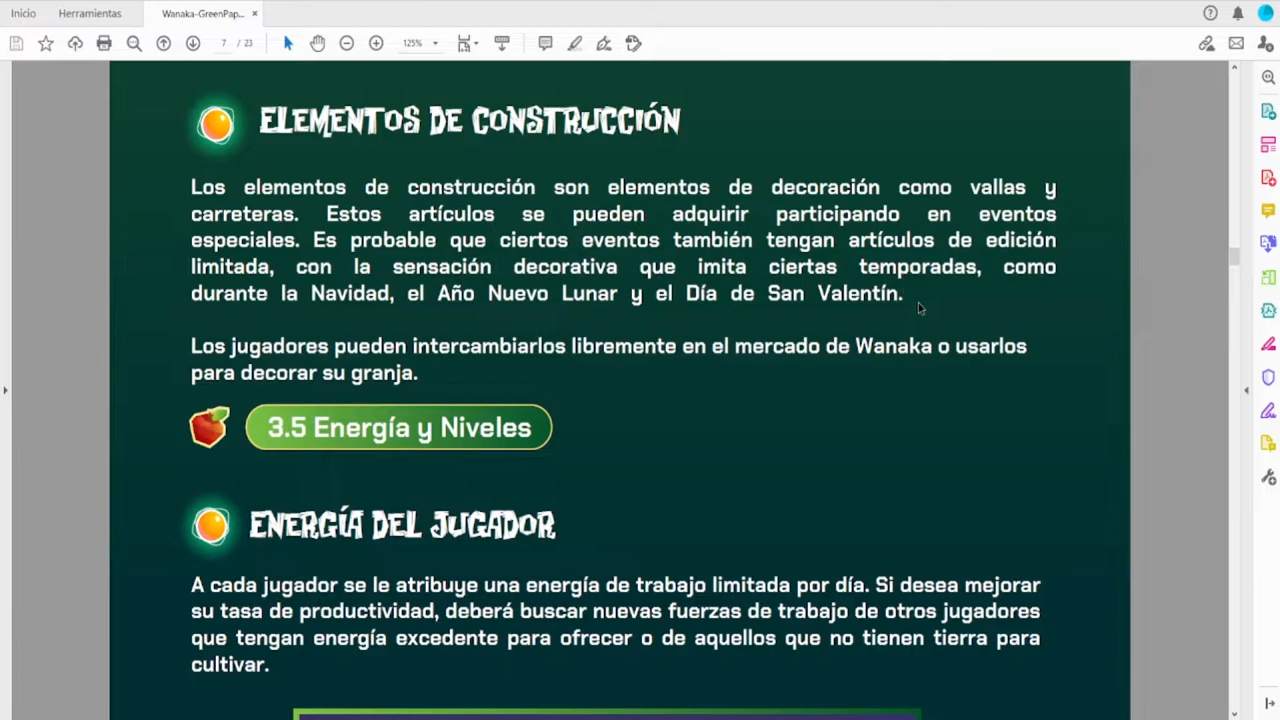 Inicio
Herramientas
Wanaka-GreenPap...
7 / 23
125%
ELEMENTOS DE CONSTRUCCIÓN
Los elementos de construcción son elementos de decoración como vallas y
carreteras. Estos artículos se pueden adquirir participando en eventos
especiales. Es probable que ciertos eventos también tengan artículos de edición
limitada, con la sensación decorativa que imita ciertas temporadas, como
durante la Navidad, el Año Nuevo Lunar y el Día de San Valentín.
Los jugadores pueden intercambiarlos libremente en el mercado de Wanaka o usarlos
para decorar su granja.
3.5 Energía y Niveles
ENERGÍA DEL JUGADOR
A cada jugador se le atribuye una energía de trabajo limitada por día. Si desea mejorar
su tasa de productividad, deberá buscar nuevas fuerzas de trabajo de otros jugadores
que tengan energía excedente para ofrecer o de aquellos que no tienen tierra para
cultivar.